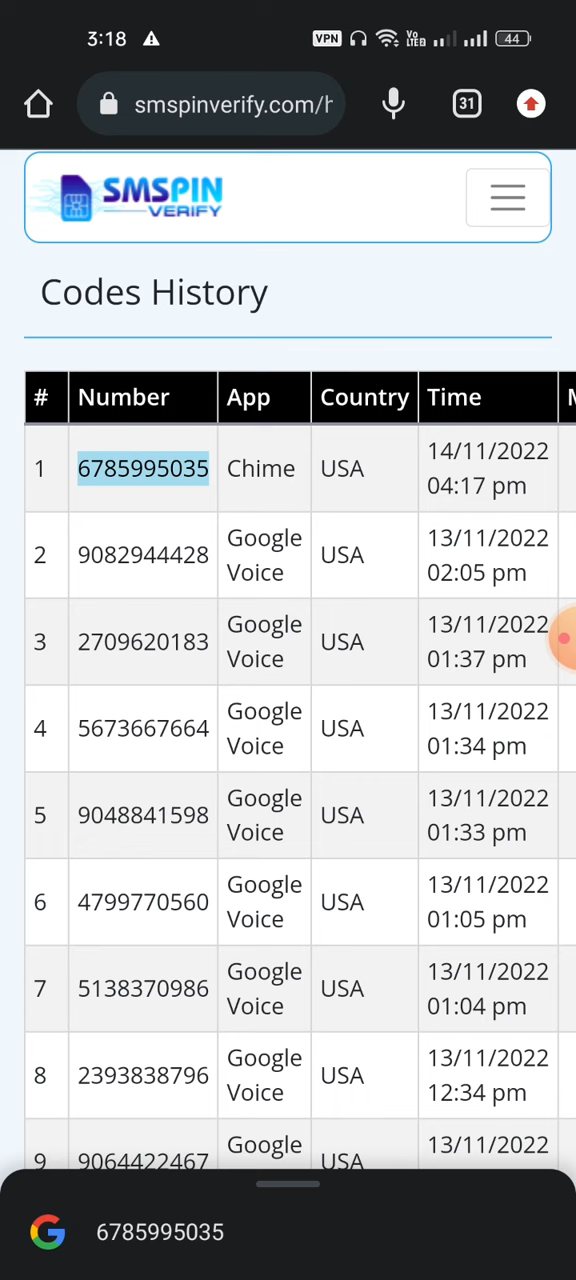 3:18 VPN Vo LTE2 44
smspinverify.com/h 31
SMSPIN
VERIFY
Codes History
# Number App Country Time
1 6785995035 Chime USA 14/11/2022 04:17 pm
2 9082944428 Google Voice USA 13/11/2022 02:05 pm
3 2709620183 Google Voice USA 13/11/2022 01:37 pm
4 5673667664 Google Voice USA 13/11/2022 01:34 pm
5 9048841598 Google Voice USA 13/11/2022 01:33 pm
6 4799770560 Google Voice USA 13/11/2022 01:05 pm
7 5138370986 Google Voice USA 13/11/2022 01:04 pm
8 2393838796 Google Voice USA 13/11/2022 12:34 pm
9 9064422467 Google USA 13/11/2022
6785995035